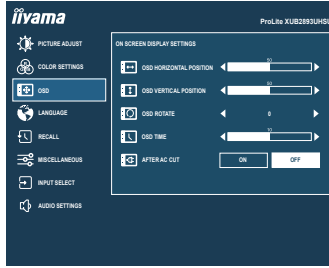 iiyama
ProLite XUB2893UHSU
PICTURE ADJUST
COLOR SETTINGS
OSD
LANGUAGE
RECALL
MISCELLANEOUS
INPUT SELECT
AUDIO SETTINGS
ON SCREEN DISPLAY SETTINGS
OSD HORIZONTAL POSITION
50
OSD VERTICAL POSITION
50
OSD ROTATE
0
OSD TIME
10
AFTER AC CUT
ON
OFF